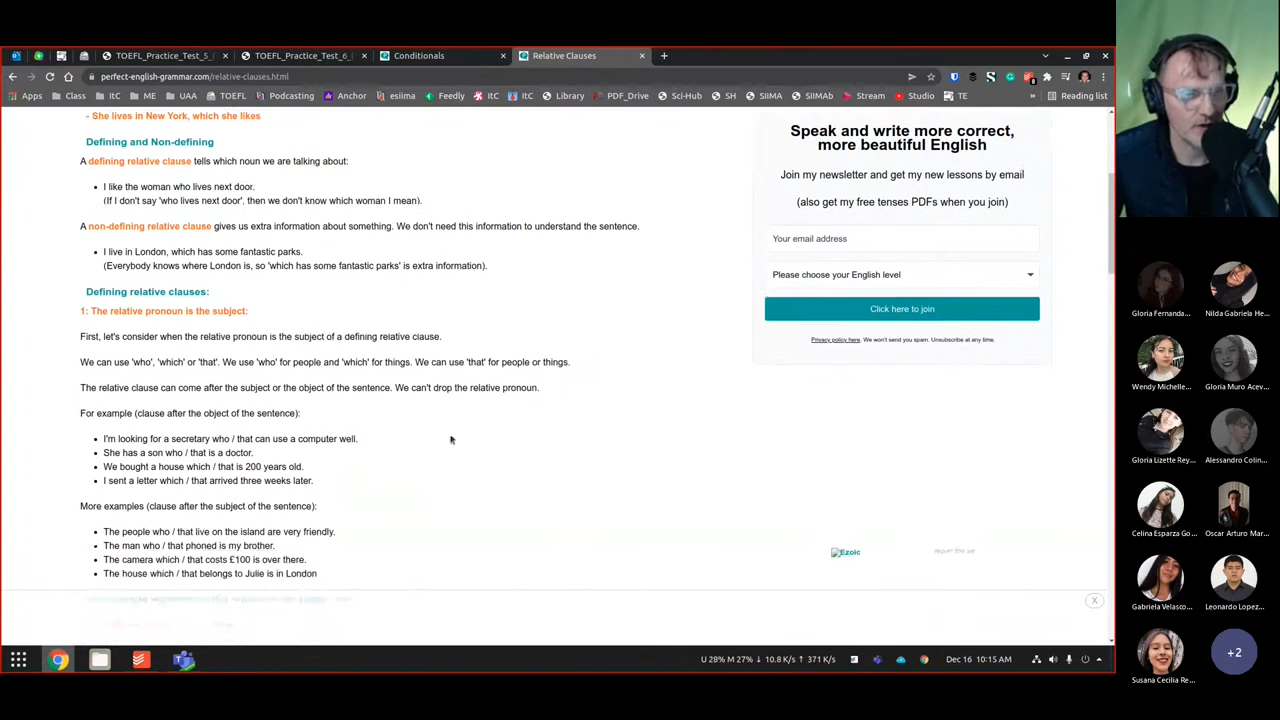 TOEFL_Practice_Test_5_(
TOEFL_Practice_Test_6_(
Conditionals
Relative Clauses
perfect-english-grammar.com/relative-clauses.html
Apps Class ItC ME UAA TOEFL Podcasting Anchor esiima Feedly ItC ItC Library PDF_Drive Sci-Hub SH SIIMA SIIMAb Stream Studio TE Reading list
- She lives in New York, which she likes
Defining and Non-defining
A defining relative clause tells which noun we are talking about:
I like the woman who lives next door.
(If I don't say 'who lives next door', then we don't know which woman I mean).
A non-defining relative clause gives us extra information about something. We don't need this information to understand the sentence.
I live in London, which has some fantastic parks.
(Everybody knows where London is, so 'which has some fantastic parks' is extra information).
Defining relative clauses:
1: The relative pronoun is the subject:
First, let's consider when the relative pronoun is the subject of a defining relative clause.
We can use 'who', 'which' or 'that'. We use 'who' for people and 'which' for things. We can use 'that' for people or things.
The relative clause can come after the subject or the object of the sentence. We can't drop the relative pronoun.
For example (clause after the object of the sentence):
I'm looking for a secretary who / that can use a computer well.
She has a son who / that is a doctor.
We bought a house which / that is 200 years old.
I sent a letter which / that arrived three weeks later.
More examples (clause after the subject of the sentence):
The people who / that live on the island are very friendly.
The man who / that phoned is my brother.
The camera which / that costs £100 is over there.
The house which / that belongs to Julie is in London
Speak and write more correct,
more beautiful English
Join my newsletter and get my new lessons by email
(also get my free tenses PDFs when you join)
Your email address
Please choose your English level
Click here to join
Privacy policy here. We won't send you spam. Unsubscribe at any time.
Ezoic
X
U 28% M 27% ↓ 10.8 K/s ↑ 371 K/s
Dec 16 10:15 AM
Gloria Fernanda...
Nilda Gabriela He...
Wendy Michelle...
Gloria Muro Acev...
Gloria Lizette Rey...
Alessandro Colin...
Celina Esparza Go...
Oscar Arturo Mar...
Gabriela Velasco...
Leonardo Lopez...
Susana Cecilia Re...
+2